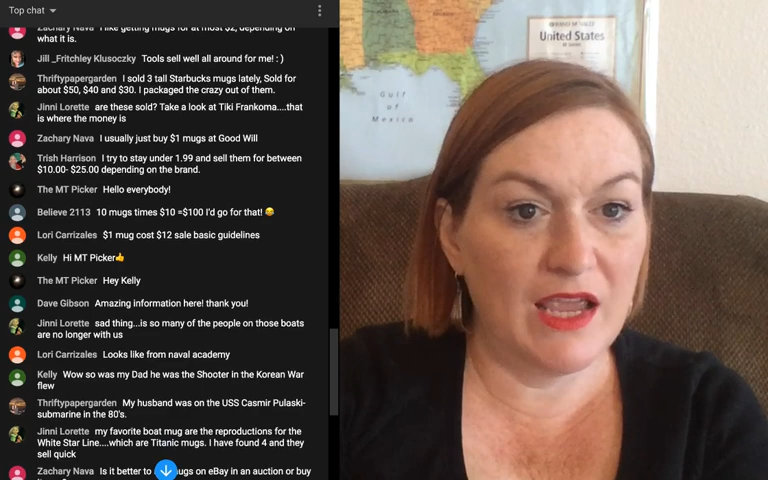 Top chat
Zachary Nava I like getting mugs for at most $2, depending on
what it is.
Jill _Fritchley Klusoczky Tools sell well all around for me! : )
Thriftypapergarden I sold 3 tall Starbucks mugs lately, Sold for
about $50, $40 and $30. I packaged the crazy out of them.
Jinni Lorette are these sold? Take a look at Tiki Frankoma....that
is where the money is
Zachary Nava I usually just buy $1 mugs at Good Will
Trish Harrison I try to stay under 1.99 and sell them for between
$10.00- $25.00 depending on the brand.
The MT Picker Hello everybody!
Believe 2113 10 mugs times $10 =$100 I'd go for that! 😂
Lori Carrizales $1 mug cost $12 sale basic guidelines
Kelly Hi MT Picker👍
The MT Picker Hey Kelly
Dave Gibson Amazing information here! thank you!
Jinni Lorette sad thing...is so many of the people on those boats
are no longer with us
Lori Carrizales Looks like from naval academy
Kelly Wow so was my Dad he was the Shooter in the Korean War
flew
Thriftypapergarden My husband was on the USS Casmir Pulaski-
submarine in the 80's.
Jinni Lorette my favorite boat mug are the reproductions for the
White Star Line....which are Titanic mugs. I have found 4 and they
sell quick
Zachary Nava Is it better to ugs on eBay in an auction or buy
United States
Gulf
of
Mexico